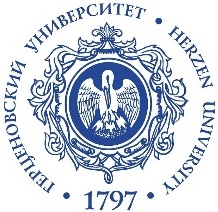 ГЕРЦЕНОВСКИЙ УНИВЕРСИТЕТ • HERZEN UNIVERSITY
• 1797 •